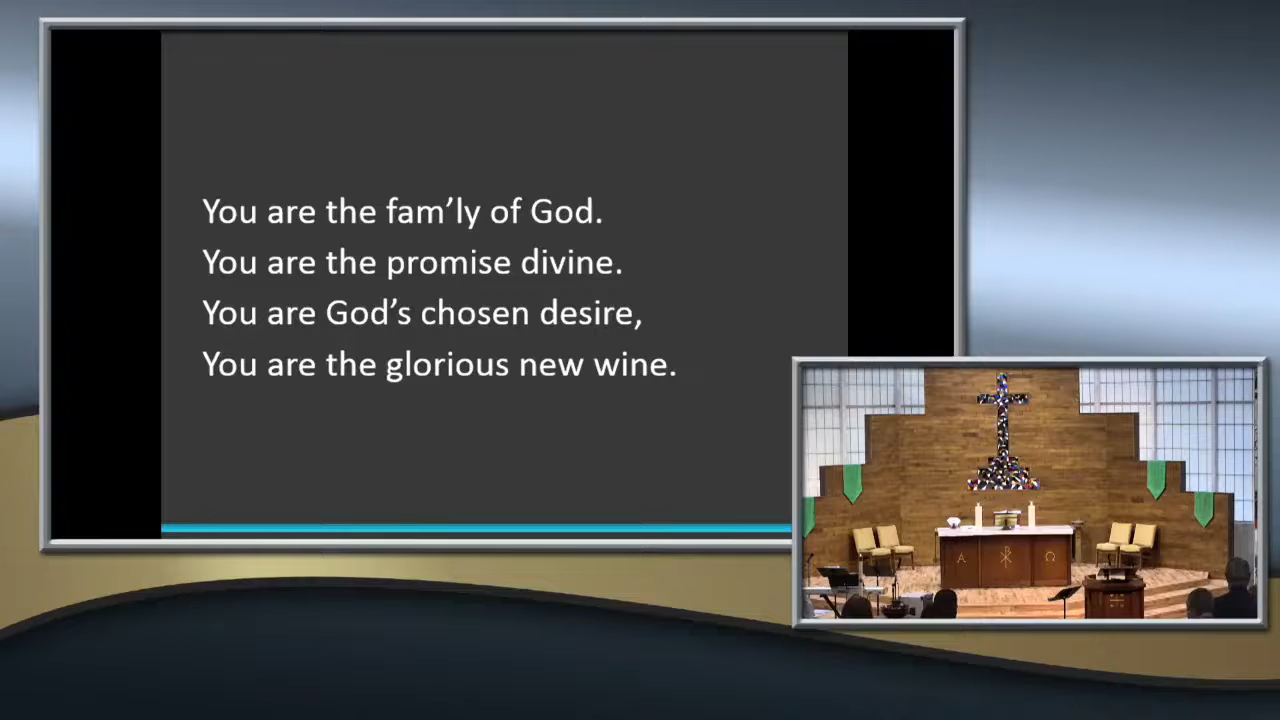 You are the fam’ly of God.
You are the promise divine.
You are God’s chosen desire,
You are the glorious new wine.
Α
☧
Ω